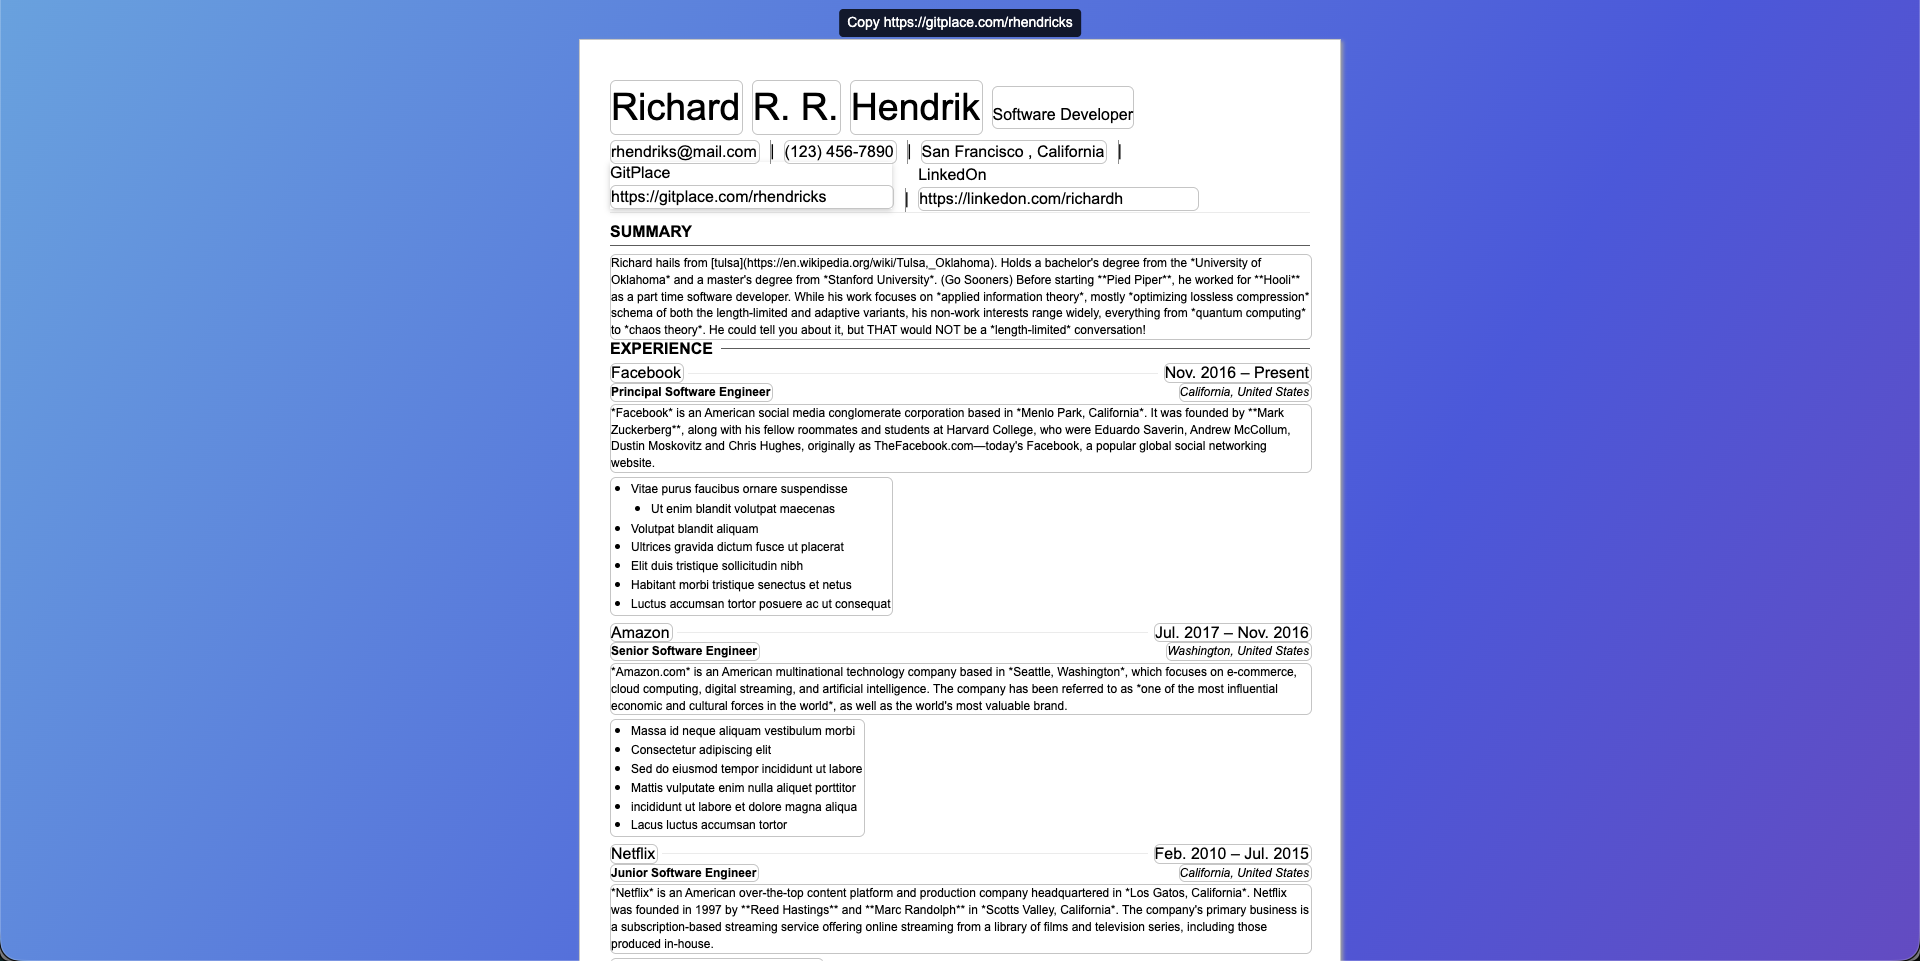 Copy https://gitplace.com/rhendricks
Richard R. R. Hendrik Software Developer
rhendriks@mail.com | (123) 456-7890 | San Francisco , California |
GitPlace
https://gitplace.com/rhendricks |
LinkedOn
https://linkedon.com/richardh
SUMMARY
Richard hails from [tulsa](https://en.wikipedia.org/wiki/Tulsa,_Oklahoma). Holds a bachelor's degree from the *University of
Oklahoma* and a master's degree from *Stanford University*. (Go Sooners) Before starting **Pied Piper**, he worked for **Hooli**
as a part time software developer. While his work focuses on *applied information theory*, mostly *optimizing lossless compression*
schema of both the length-limited and adaptive variants, his non-work interests range widely, everything from *quantum computing*
to *chaos theory*. He could tell you about it, but THAT would NOT be a *length-limited* conversation!
EXPERIENCE
Facebook Nov. 2016 – Present
Principal Software Engineer California, United States
*Facebook* is an American social media conglomerate corporation based in *Menlo Park, California*. It was founded by **Mark
Zuckerberg**, along with his fellow roommates and students at Harvard College, who were Eduardo Saverin, Andrew McCollum,
Dustin Moskovitz and Chris Hughes, originally as TheFacebook.com—today's Facebook, a popular global social networking
website.
• Vitae purus faucibus ornare suspendisse
• Ut enim blandit volutpat maecenas
• Volutpat blandit aliquam
• Ultrices gravida dictum fusce ut placerat
• Elit duis tristique sollicitudin nibh
• Habitant morbi tristique senectus et netus
• Luctus accumsan tortor posuere ac ut consequat
Amazon Jul. 2017 – Nov. 2016
Senior Software Engineer Washington, United States
*Amazon.com* is an American multinational technology company based in *Seattle, Washington*, which focuses on e-commerce,
cloud computing, digital streaming, and artificial intelligence. The company has been referred to as *one of the most influential
economic and cultural forces in the world*, as well as the world's most valuable brand.
• Massa id neque aliquam vestibulum morbi
• Consectetur adipiscing elit
• Sed do eiusmod tempor incididunt ut labore
• Mattis vulputate enim nulla aliquet porttitor
• incididunt ut labore et dolore magna aliqua
• Lacus luctus accumsan tortor
Netflix Feb. 2010 – Jul. 2015
Junior Software Engineer California, United States
*Netflix* is an American over-the-top content platform and production company headquartered in *Los Gatos, California*. Netflix
was founded in 1997 by **Reed Hastings** and **Marc Randolph** in *Scotts Valley, California*. The company's primary business is
a subscription-based streaming service offering online streaming from a library of films and television series, including those
produced in-house.